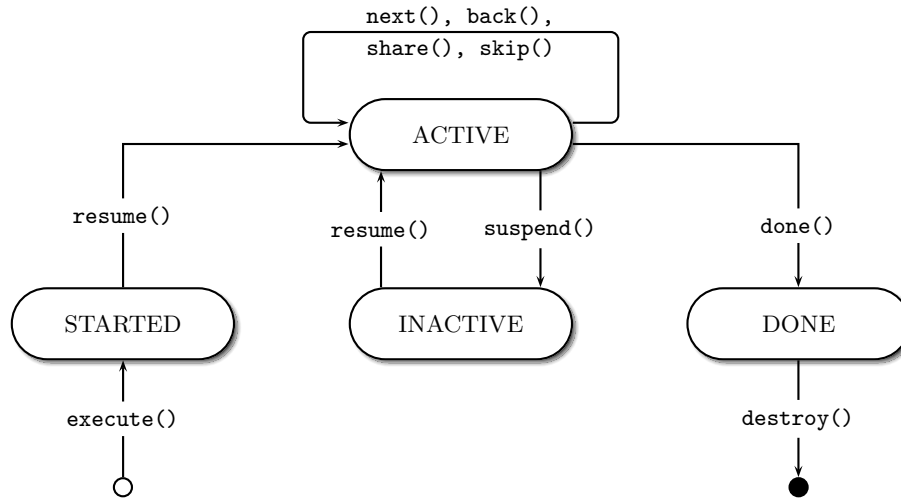 next(), back(),
share(), skip()
ACTIVE
resume()
resume()
suspend()
done()
STARTED
INACTIVE
DONE
execute()
destroy()